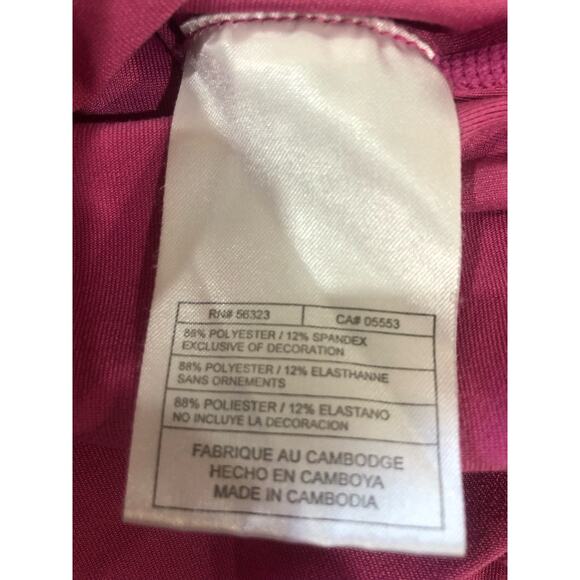 RN# 56323 CA# 05553
88% POLYESTER / 12% SPANDEX
EXCLUSIVE OF DECORATION
88% POLYESTER / 12% ELASTHANNE
SANS ORNEMENTS
88% POLIESTER / 12% ELASTANO
NO INCLUYE LA DECORACION
FABRIQUE AU CAMBODGE
HECHO EN CAMBOYA
MADE IN CAMBODIA